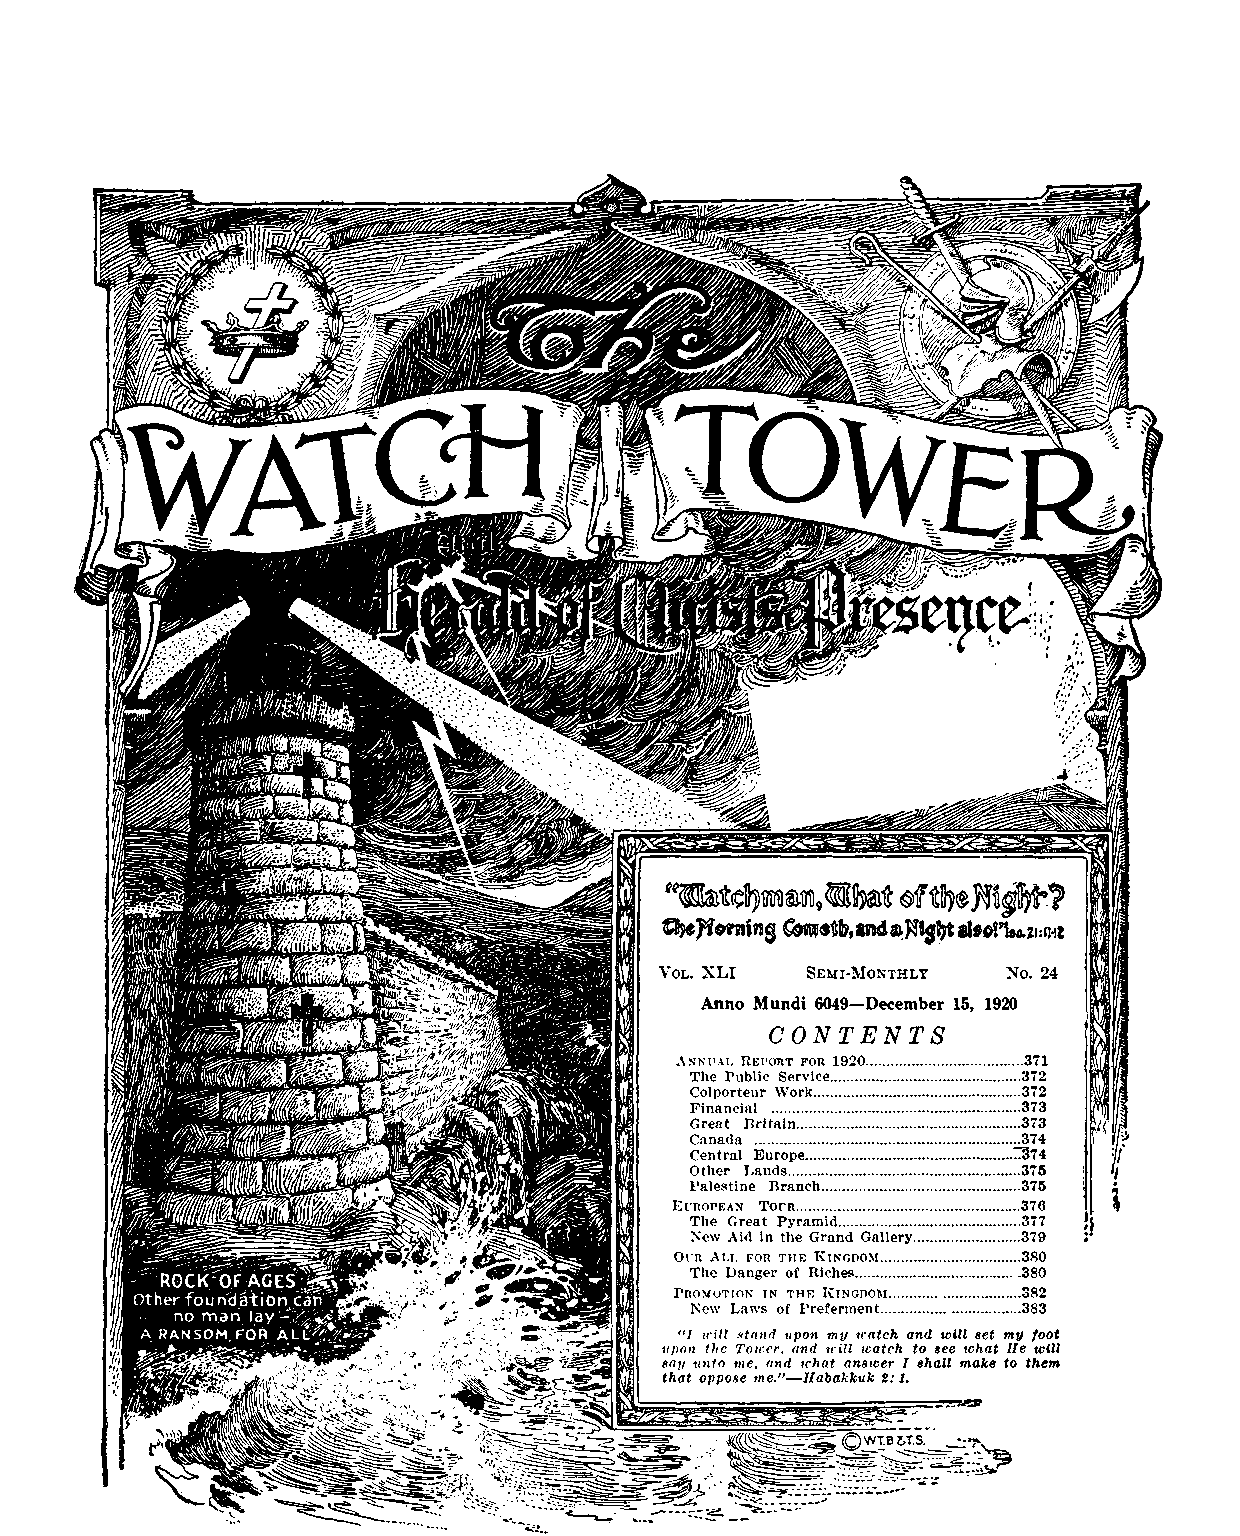 The
WATCH TOWER
And
Herald of Christs Presence
"Watchman, What of the Night?
The Morning Cometh, and a Night also!" Isa. 21:11-12
VOL. XLI SEMI-MONTHLY No. 24
Anno Mundi 6049—December 15, 1920
CONTENTS
ANNUAL REPORT FOR 1920 371
The Public Service 372
Colporteur Work 372
Financial 373
Great Britain 373
Canada 374
Central Europe 374
Other Lands 375
Palestine Branch 375
EUROPEAN TOUR 376
The Great Pyramid 377
New Aid in the Grand Gallery 379
OUR ALL FOR THE KINGDOM 380
The Danger of Riches 380
PROMOTION IN THE KINGDOM 382
New Laws of Preferment 383
"I will stand upon my watch and will set my foot
upon the Tower, and will watch to see what He will
say unto me, and what answer I shall make to them
that oppose me."—Habakkuk 2:1.
ROCK OF AGES
Other foundation can
no man lay –
A RANSOM FOR ALL
©W.T.B.&T.S.